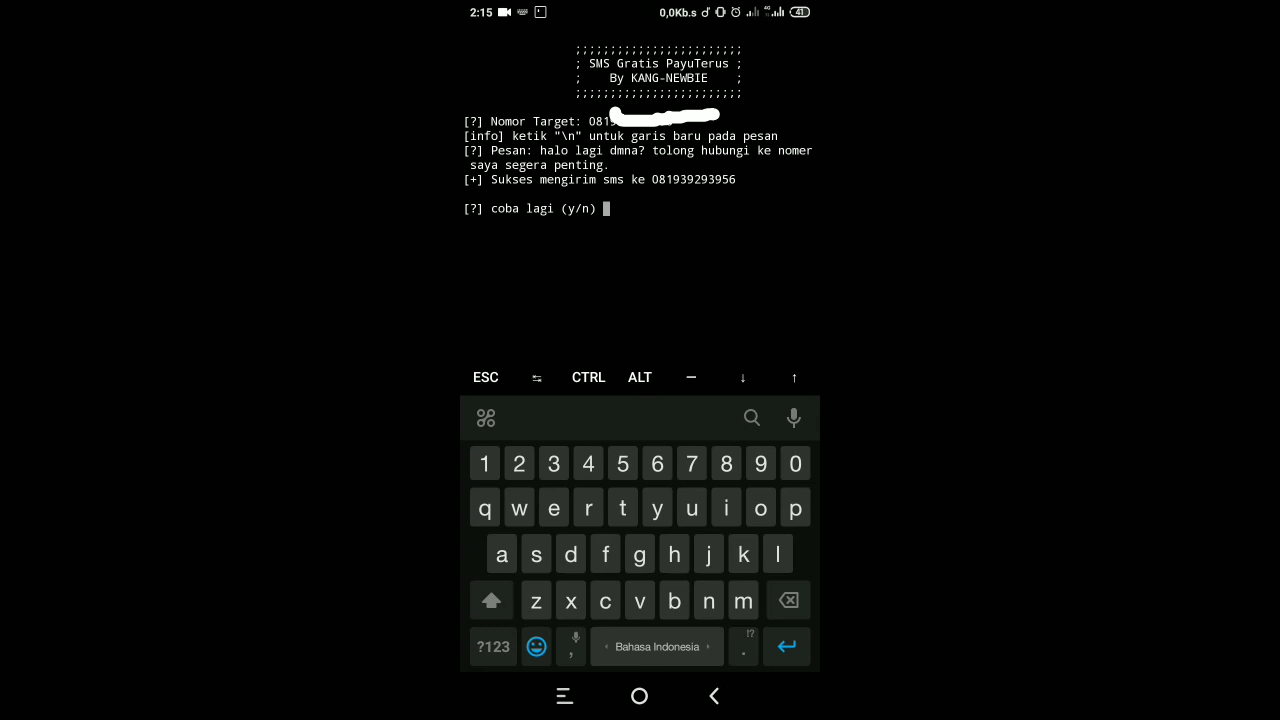 2:15 0,0Kb.s 4G 41
;;;;;;;;;;;;;;;;;;;;;;;;
; SMS Gratis PayuTerus ;
; By KANG-NEWBIE ;
;;;;;;;;;;;;;;;;;;;;;;;;
[?] Nomor Target: 081
[info] ketik "\n" untuk garis baru pada pesan
[?] Pesan: halo lagi dmna? tolong hubungi ke nomer
saya segera penting.
[+] Sukses mengirim sms ke 081939293956
[?] coba lagi (y/n)
ESC CTRL ALT — ↓ ↑
1 2 3 4 5 6 7 8 9 0
q w e r t y u i o p
a s d f g h j k l
z x c v b n m
?123 , Bahasa Indonesia . !?